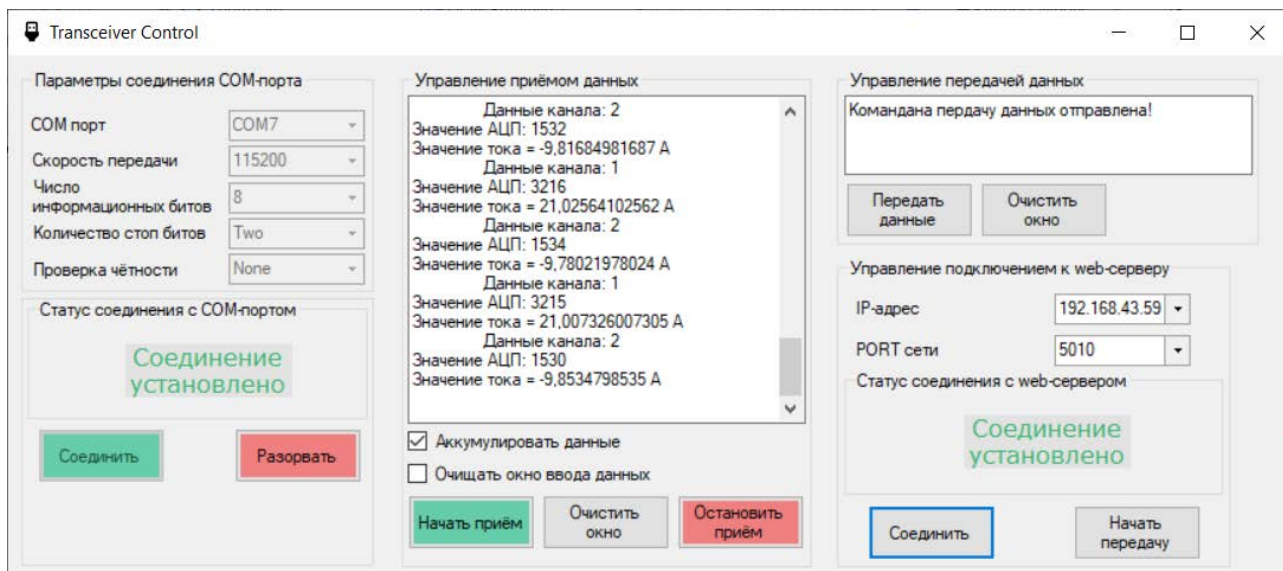 Transceiver Control
Параметры соединения COM-порта
COM порт
COM7
Скорость передачи
115200
Число
информационных битов
8
Количество стоп битов
Two
Проверка чётности
None
Статус соединения с COM-портом
Соединение
установлено
Соединить
Разорвать
Управление приёмом данных
Данные канала: 2
Значение АЦП: 1532
Значение тока = -9,81684981687 А
Данные канала: 1
Значение АЦП: 3216
Значение тока = 21,02564102562 А
Данные канала: 2
Значение АЦП: 1534
Значение тока = -9,78021978024 А
Данные канала: 1
Значение АЦП: 3215
Значение тока = 21,007326007305 А
Данные канала: 2
Значение АЦП: 1530
Значение тока = -9,8534798535 А
Аккумулировать данные
Очищать окно ввода данных
Начать приём
Очистить
окно
Остановить
приём
Управление передачей данных
Командана пердачу данных отправлена!
Передать
данные
Очистить
окно
Управление подключением к web-серверу
IP-адрес
192.168.43.59
PORT сети
5010
Статус соединения с web-сервером
Соединение
установлено
Соединить
Начать
передачу